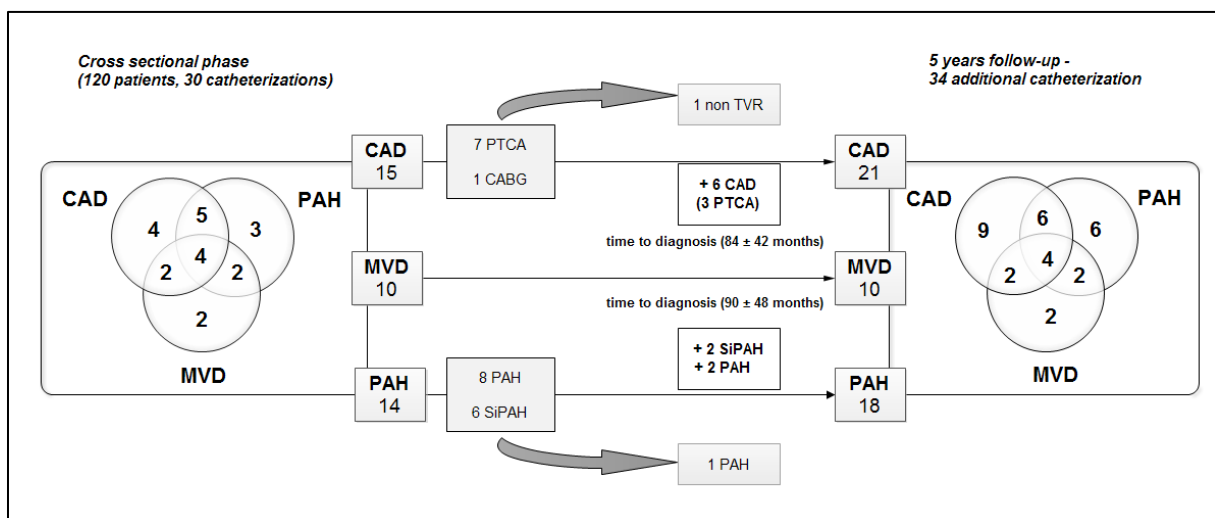 Cross sectional phase
(120 patients, 30 catheterizations)
5 years follow-up -
34 additional catheterization
1 non TVR
CAD
15
7 PTCA
1 CABG
CAD
21
+ 6 CAD
(3 PTCA)
CAD
PAH
4
5
3
2
4
2
2
MVD
time to diagnosis (84 ± 42 months)
MVD
10
MVD
10
time to diagnosis (90 ± 48 months)
CAD
PAH
9
6
6
2
4
2
2
MVD
+ 2 SiPAH
+ 2 PAH
PAH
14
8 PAH
6 SiPAH
PAH
18
1 PAH